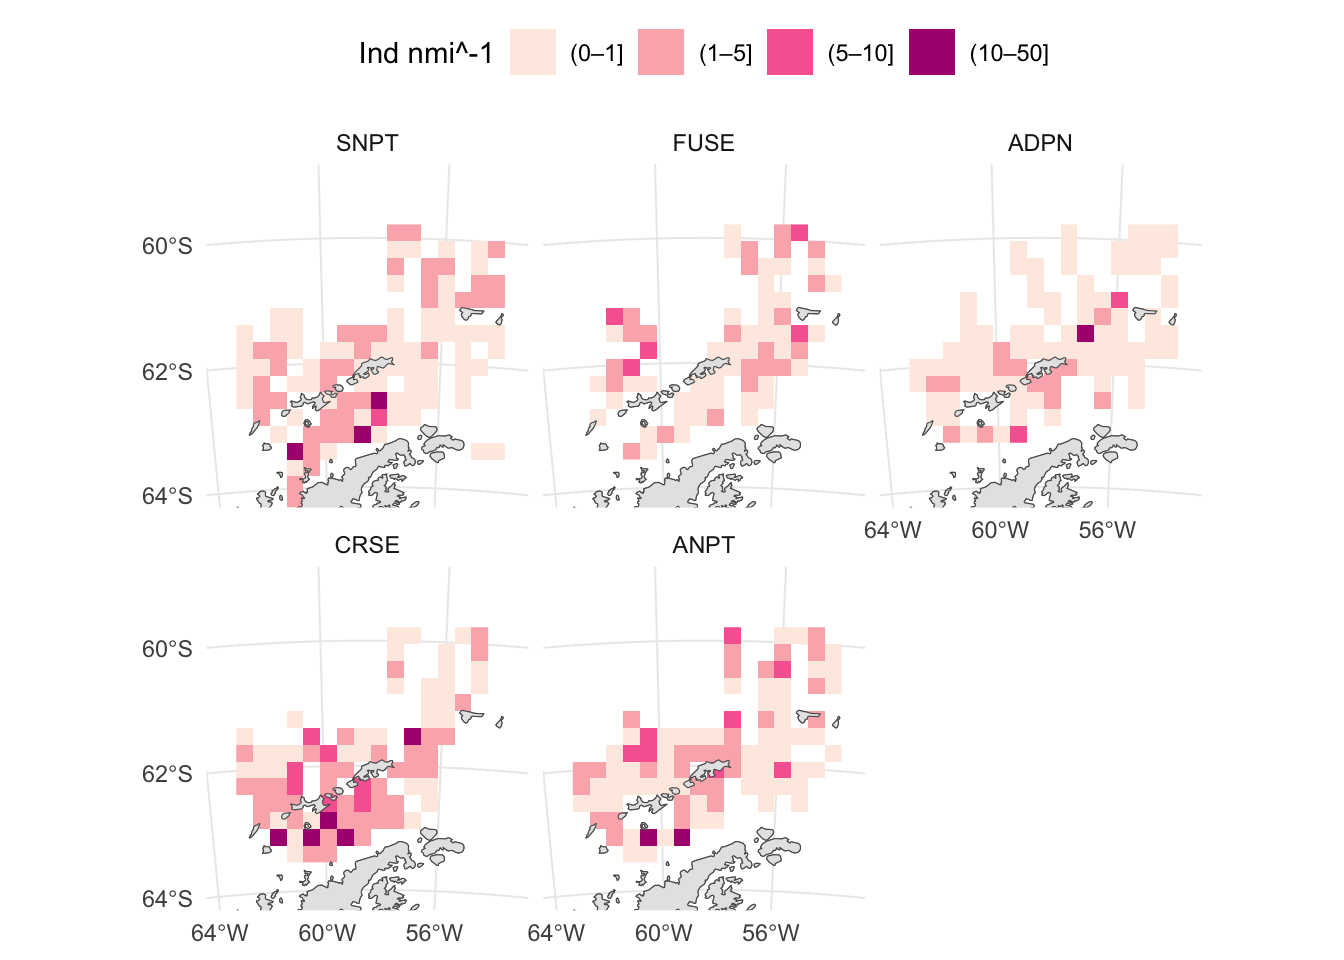 Ind nmi^-1 (0–1] (1–5] (5–10] (10–50]
SNPT FUSE ADPN
60°S
62°S
64°S
64°W 60°W 56°W
CRSE ANPT
60°S
62°S
64°S
64°W 60°W 56°W 64°W 60°W 56°W